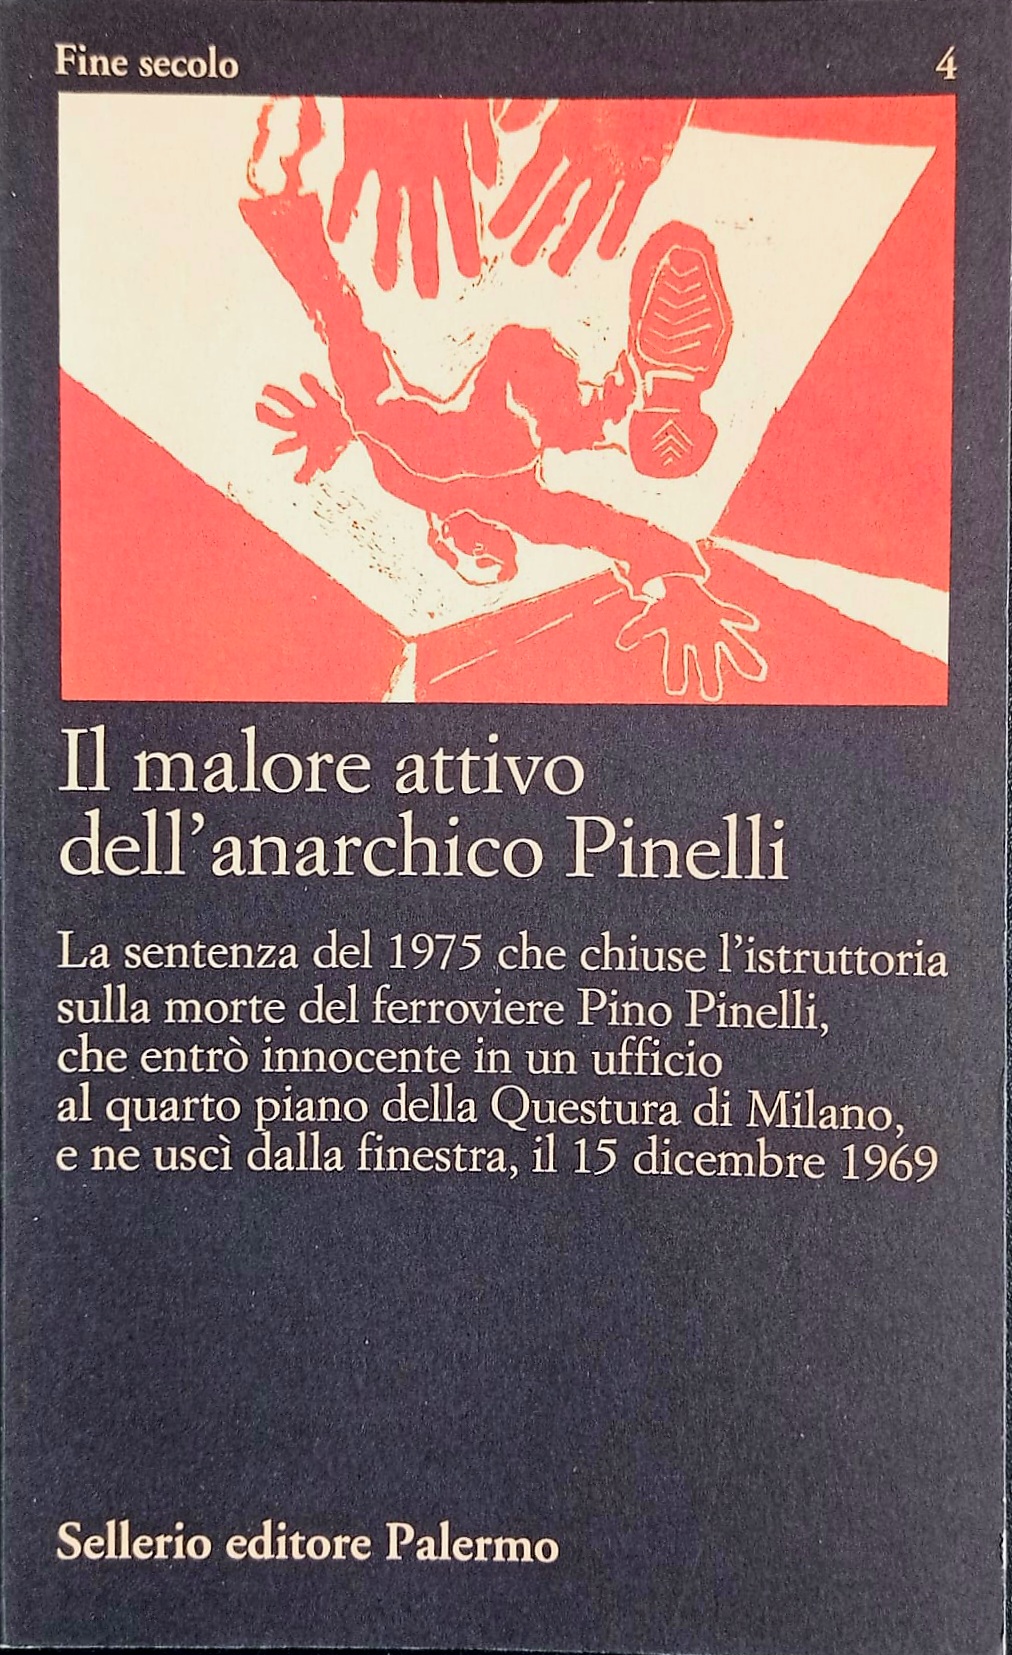 Fine secolo 4
Il malore attivo
dell'anarchico Pinelli
La sentenza del 1975 che chiuse l'istruttoria
sulla morte del ferroviere Pino Pinelli,
che entrò innocente in un ufficio
al quarto piano della Questura di Milano,
e ne uscì dalla finestra, il 15 dicembre 1969
Sellerio editore Palermo